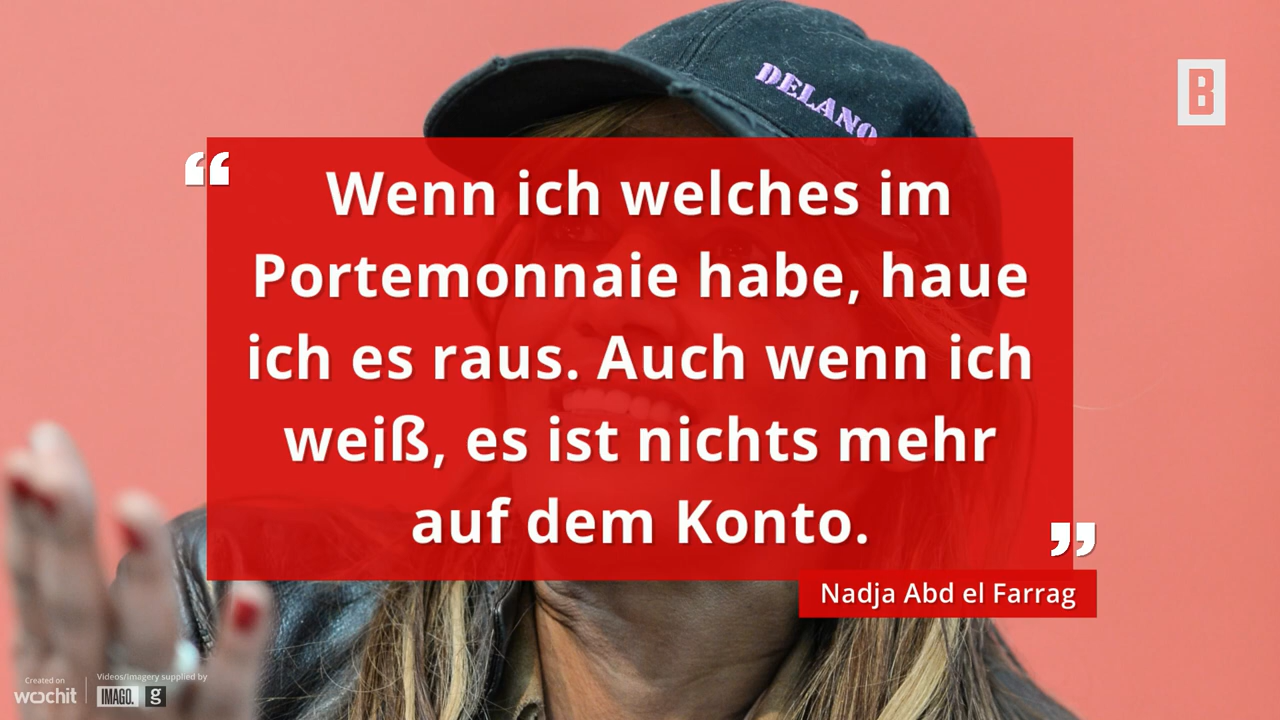 DELANO
B
“
Wenn ich welches im
Portemonnaie habe, haue
ich es raus. Auch wenn ich
weiß, es ist nichts mehr
auf dem Konto.
”
Nadja Abd el Farrag
Created on
wochit
Videos/Imagery supplied by
IMAGO.
g